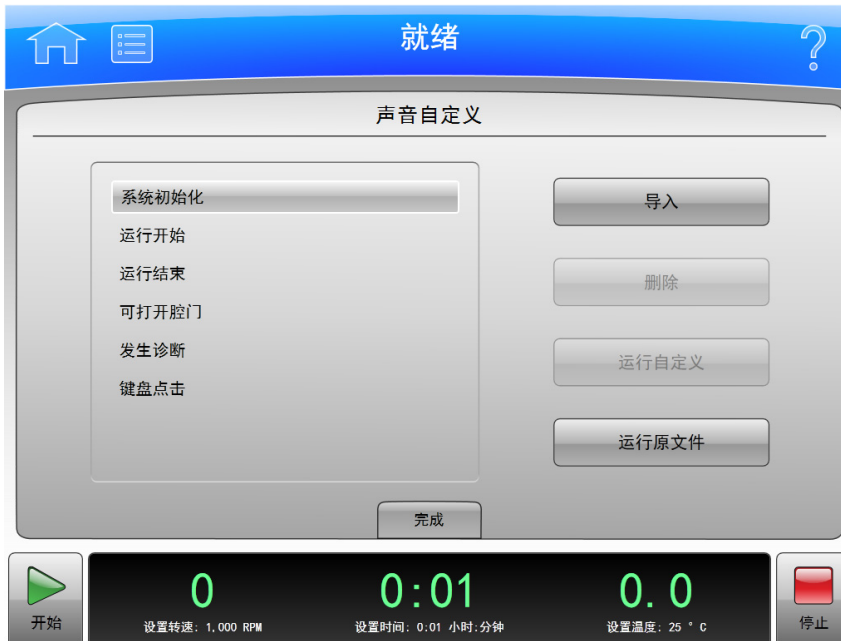 就绪
?
声音自定义
系统初始化
运行开始
运行结束
可打开腔门
发生诊断
键盘点击
导入
删除
运行自定义
运行原文件
完成
开始
0
设置转速: 1,000 RPM
0:01
设置时间: 0:01 小时:分钟
0.0
设置温度: 25 °C
停止